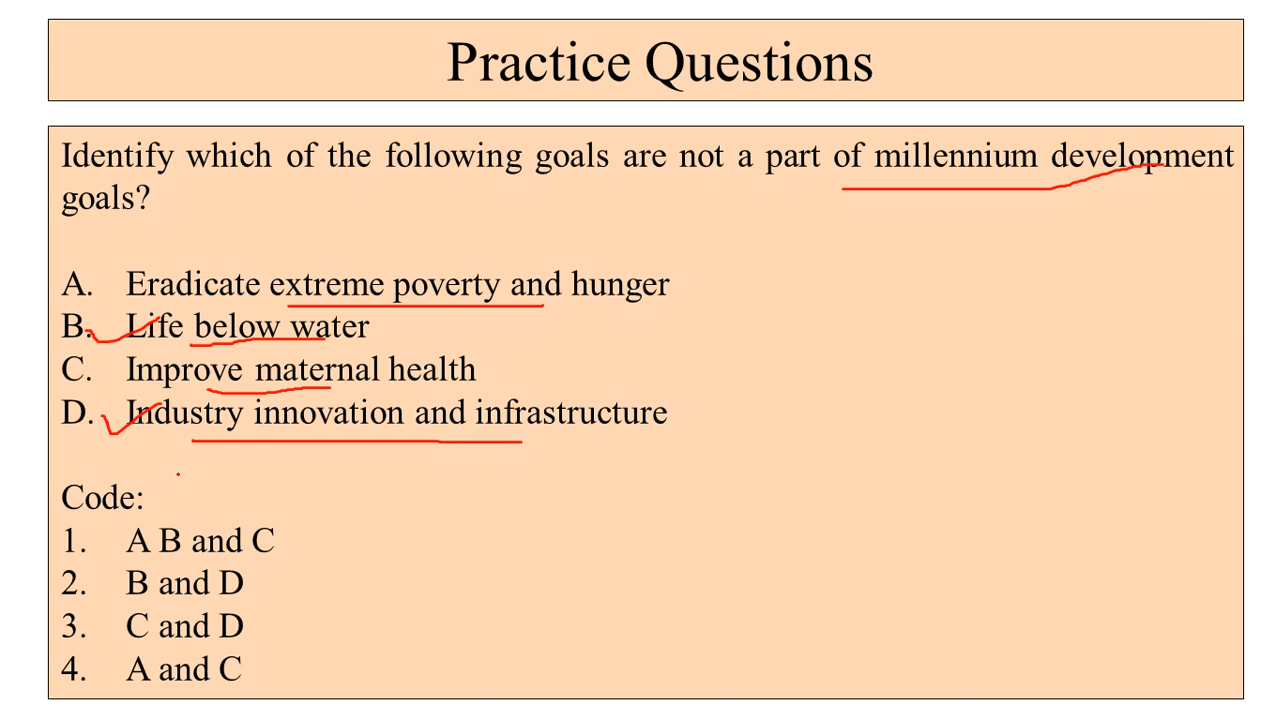 Practice Questions
Identify which of the following goals are not a part of millennium development
goals?
A. Eradicate extreme poverty and hunger
B. Life below water
C. Improve maternal health
D. Industry innovation and infrastructure
Code:
1. A B and C
2. B and D
3. C and D
4. A and C